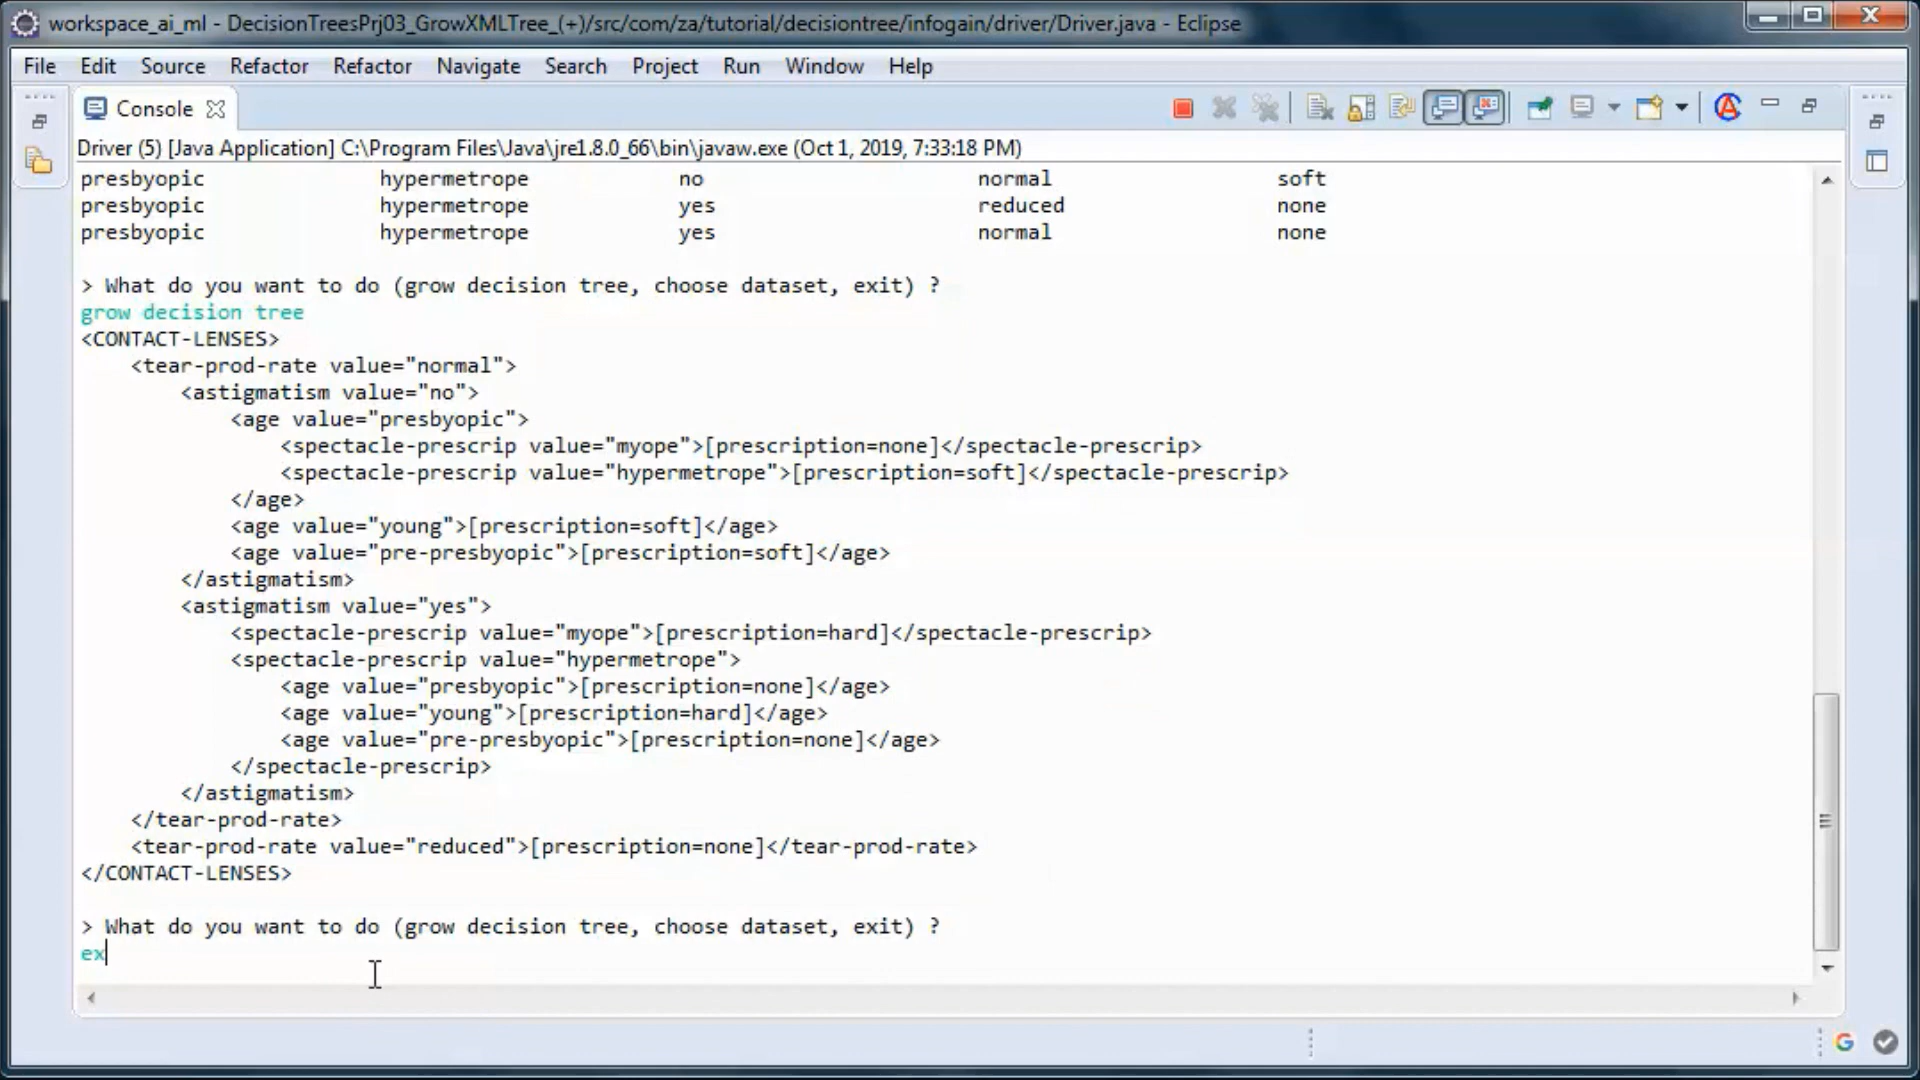 workspace_ai_ml - DecisionTreesPrj03_GrowXMLTree_(+)/src/com/za/tutorial/decisiontree/infogain/driver/Driver.java - Eclipse
File Edit Source Refactor Refactor Navigate Search Project Run Window Help
Console
Driver (5) [Java Application] C:\Program Files\Java\jre1.8.0_66\bin\javaw.exe (Oct 1, 2019, 7:33:18 PM)
presbyopic hypermetrope no normal soft
presbyopic hypermetrope yes reduced none
presbyopic hypermetrope yes normal none
> What do you want to do (grow decision tree, choose dataset, exit) ?
grow decision tree
<CONTACT-LENSES>
    <tear-prod-rate value="normal">
        <astigmatism value="no">
            <age value="presbyopic">
                <spectacle-prescrip value="myope">[prescription=none]</spectacle-prescrip>
                <spectacle-prescrip value="hypermetrope">[prescription=soft]</spectacle-prescrip>
            </age>
            <age value="young">[prescription=soft]</age>
            <age value="pre-presbyopic">[prescription=soft]</age>
        </astigmatism>
        <astigmatism value="yes">
            <spectacle-prescrip value="myope">[prescription=hard]</spectacle-prescrip>
            <spectacle-prescrip value="hypermetrope">
                <age value="presbyopic">[prescription=none]</age>
                <age value="young">[prescription=hard]</age>
                <age value="pre-presbyopic">[prescription=none]</age>
            </spectacle-prescrip>
        </astigmatism>
    </tear-prod-rate>
    <tear-prod-rate value="reduced">[prescription=none]</tear-prod-rate>
</CONTACT-LENSES>
> What do you want to do (grow decision tree, choose dataset, exit) ?
ex